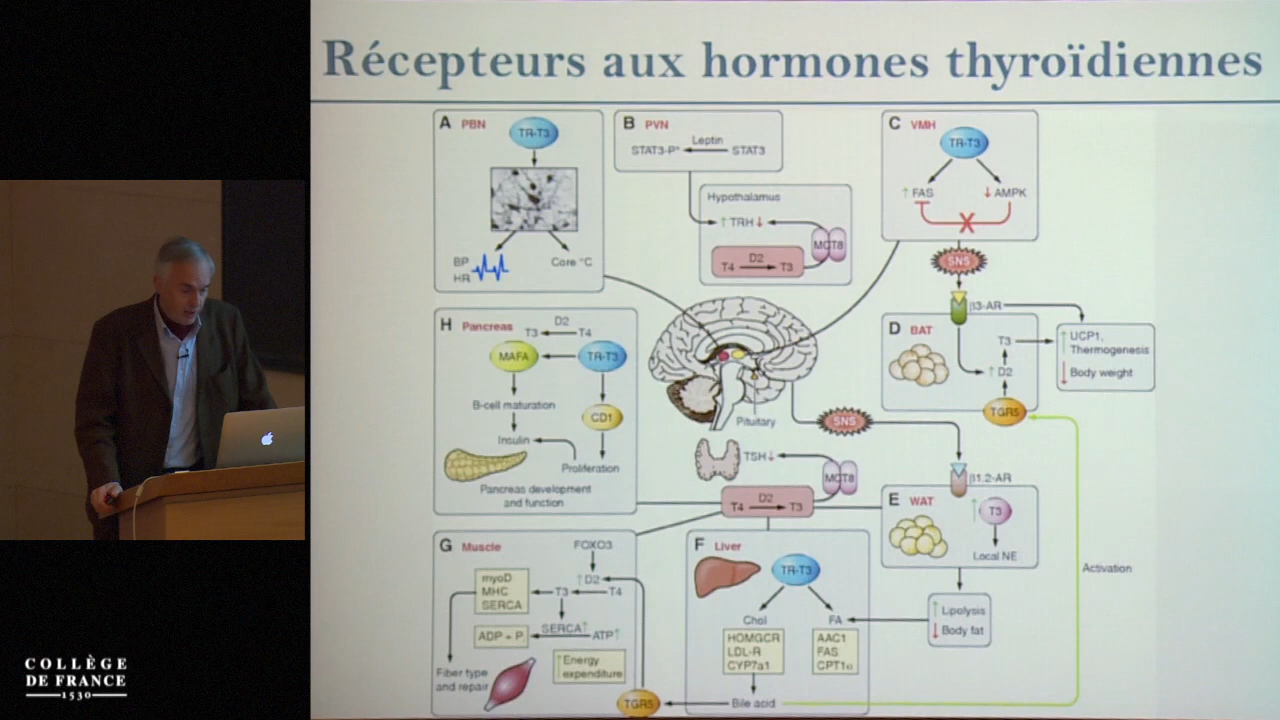 Récepteurs aux hormones thyroïdiennes
A PBN
TR-T3
BP
HR
Core °C
B PVN
Leptin
STAT3-P* STAT3
Hypothalamus
↑ TRH ↓
MCT8
D2
T4 T3
C VMH
TR-T3
↑ FAS ↓ AMPK
X
SNS
β3-AR
D BAT
T3
↑ D2
TGR5
↑ UCP1,
Thermogenesis
↓ Body weight
H Pancreas
D2
T3 T4
MAFA TR-T3
B-cell maturation
CD1
Insulin
Proliferation
Pancreas development
and function
Pituitary
SNS
TSH↓
MCT8
D2
T4 T3
β1,2-AR
E WAT
↑ T3
Local NE
↑ Lipolysis
↓ Body fat
Activation
G Muscle
FOXO3
↑ D2
myoD
MHC
SERCA
T3 T4
SERCA↑
ADP + Pi ATP↑
↑ Energy
expenditure
Fiber type
and repair
TGR5
F Liver
TR-T3
Chol FA
HOMGCR
LDL-R
CYP7a1
AAC1
FAS
CPT1α
Bile acid
COLLÈGE
DE FRANCE
1530